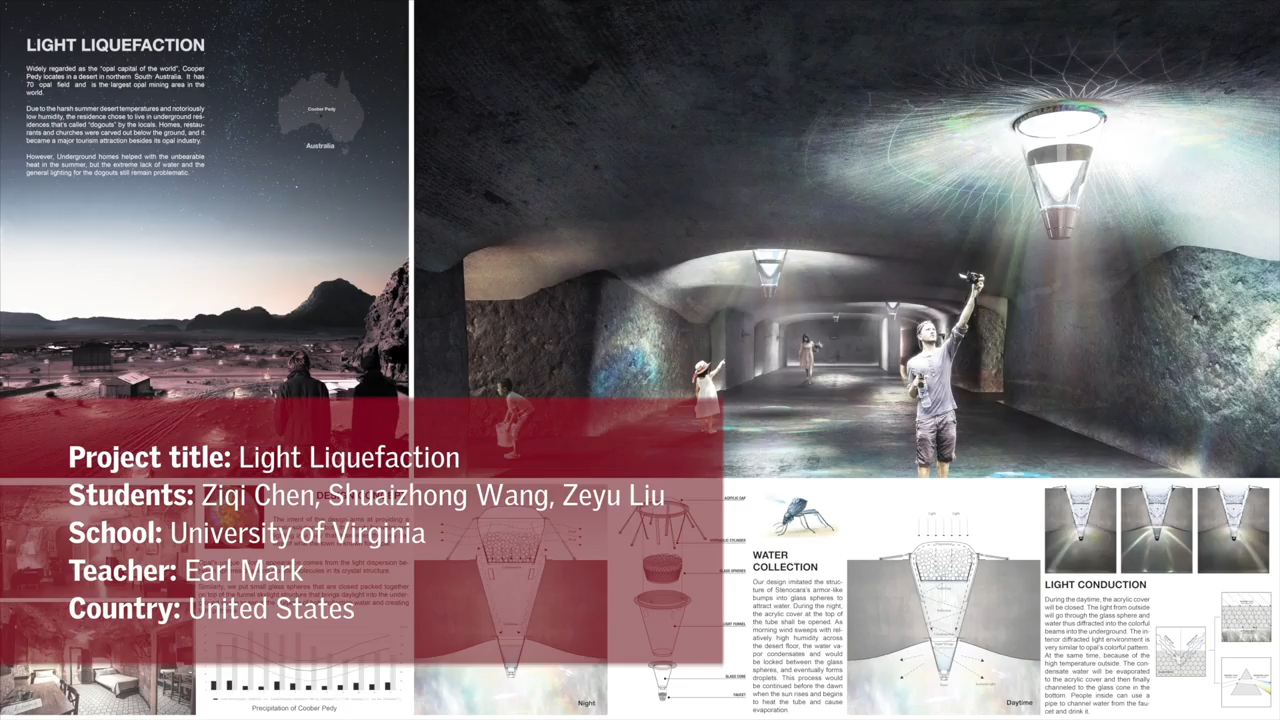 LIGHT LIQUEFACTION
Widely regarded as the “opal capital of the world”, Cooper
Pedy locates in a desert in northern South Australia. It has
70 opal field and is the largest opal mining area in the
world.
Due to the harsh summer desert temperatures and notoriously
low humidity, the residence chose to live in underground res-
idences that's called “dogouts” by the locals. Homes, restau-
rants and churches were carved out below the ground, and it
became a major tourism attraction besides its opal industry.
However, Underground homes helped with the unbearable
heat in the summer, but the extreme lack of water and the
general lighting for the dogouts still remain problematic.
Coober Pedy
Australia
Project title: Light Liquefaction
Students: Ziqi Chen, Shuaizhong Wang, Zeyu Liu
School: University of Virginia
Teacher: Earl Mark
Country: United States
Precipitation of Coober Pedy
Night
ACRYLIC CAP
GLASS SPHERES
LIGHT FUNNEL
GLASS CONE
FAUCET
WATER
COLLECTION
Our design imitated the struc-
ture of Stenocara's armor-like
bumps into glass spheres to
attract water. During the night,
the acrylic cover at the top of
the tube shall be opened. As
morning wind sweeps with rel-
atively high humidity across
the desert floor, the water va-
por condensates and would
be locked between the glass
spheres, and eventually forms
droplets. This process would
be continued before the dawn
when the sun rises and begins
to heat the tube and cause
evaporation.
Light Light
Daytime
LIGHT CONDUCTION
During the daytime, the acrylic cover
will be closed. The light from outside
will go through the glass sphere and
water thus diffracted into the colorful
beams into the underground. The in-
terior diffracted light environment is
very similar to opal's colorful pattern.
At the same time, because of the
high temperature outside. The con-
densate water will be evaporated
to the acrylic cover and then finally
channeled to the glass cone in the
bottom. People inside can use a
pipe to channel water from the fau-
cet and drink it.